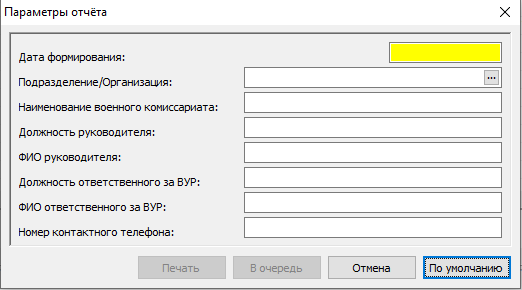 Параметры отчёта
Дата формирования:
Подразделение/Организация:
...
Наименование военного комиссариата:
Должность руководителя:
ФИО руководителя:
Должность ответственного за ВУР:
ФИО ответственного за ВУР:
Номер контактного телефона:
Печать В очередь Отмена По умолчанию